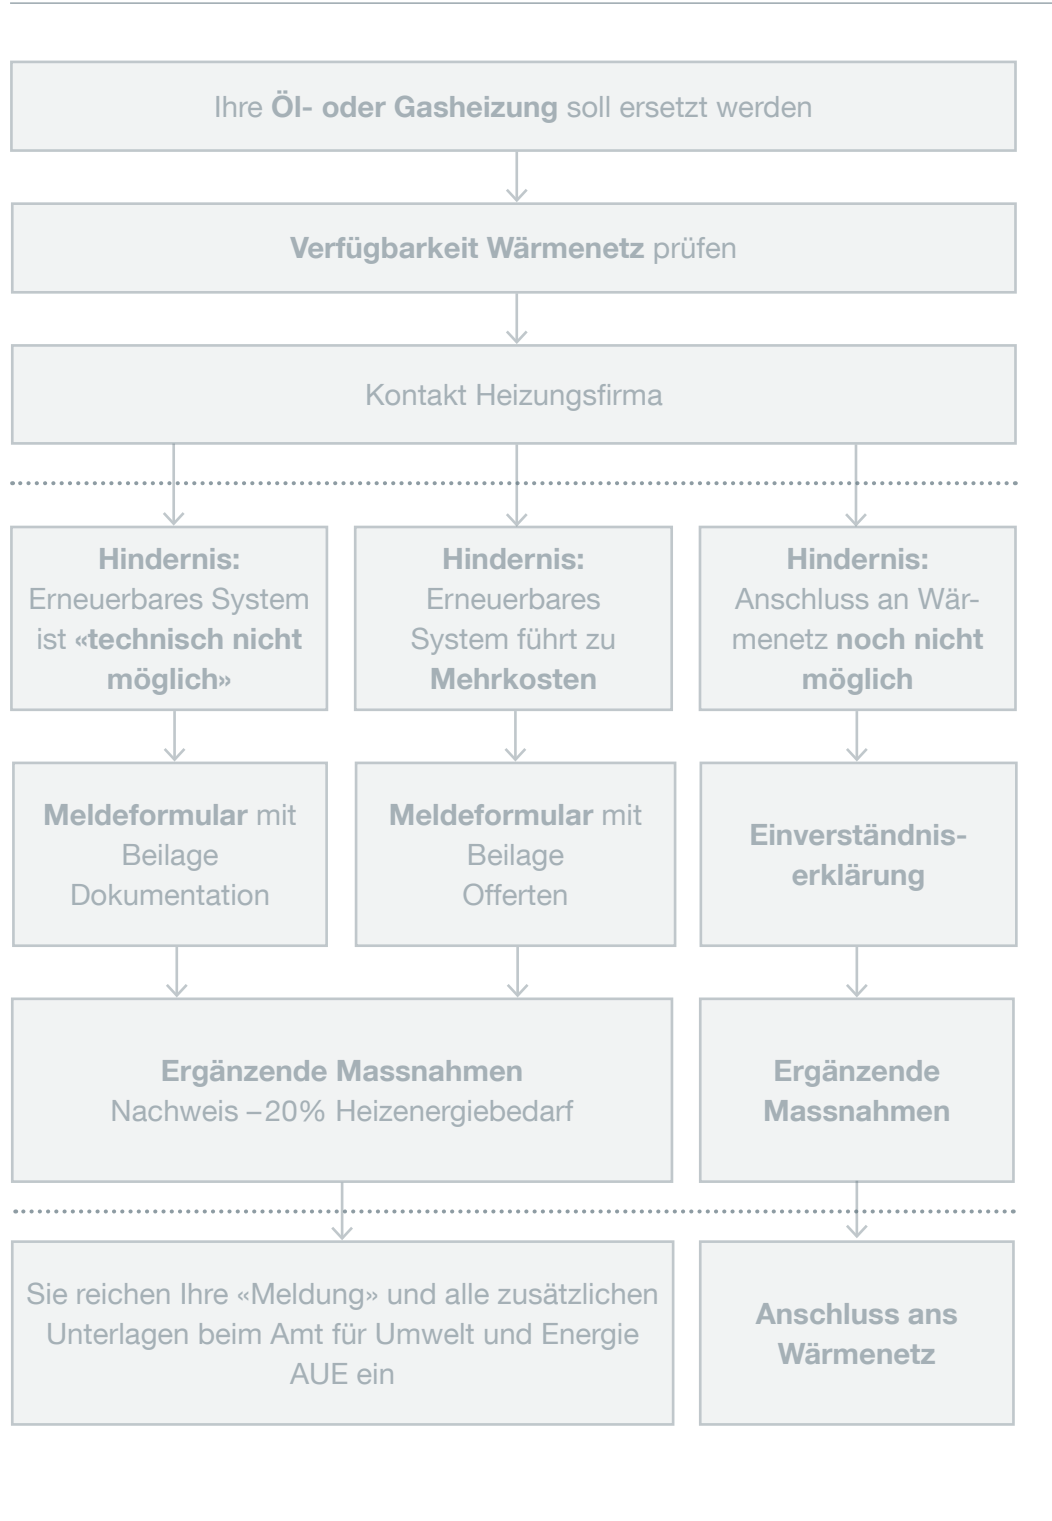 Ihre Öl- oder Gasheizung soll ersetzt werden
Verfügbarkeit Wärmenetz prüfen
Kontakt Heizungsfirma
Hindernis:
Erneuerbares System
ist «technisch nicht
möglich»
Hindernis:
Erneuerbares
System führt zu
Mehrkosten
Hindernis:
Anschluss an Wär-
menetz noch nicht
möglich
Meldeformular mit
Beilage
Dokumentation
Meldeformular mit
Beilage
Offerten
Einverständnis-
erklärung
Ergänzende Massnahmen
Nachweis –20% Heizenergiebedarf
Ergänzende
Massnahmen
Sie reichen Ihre «Meldung» und alle zusätzlichen
Unterlagen beim Amt für Umwelt und Energie
AUE ein
Anschluss ans
Wärmenetz